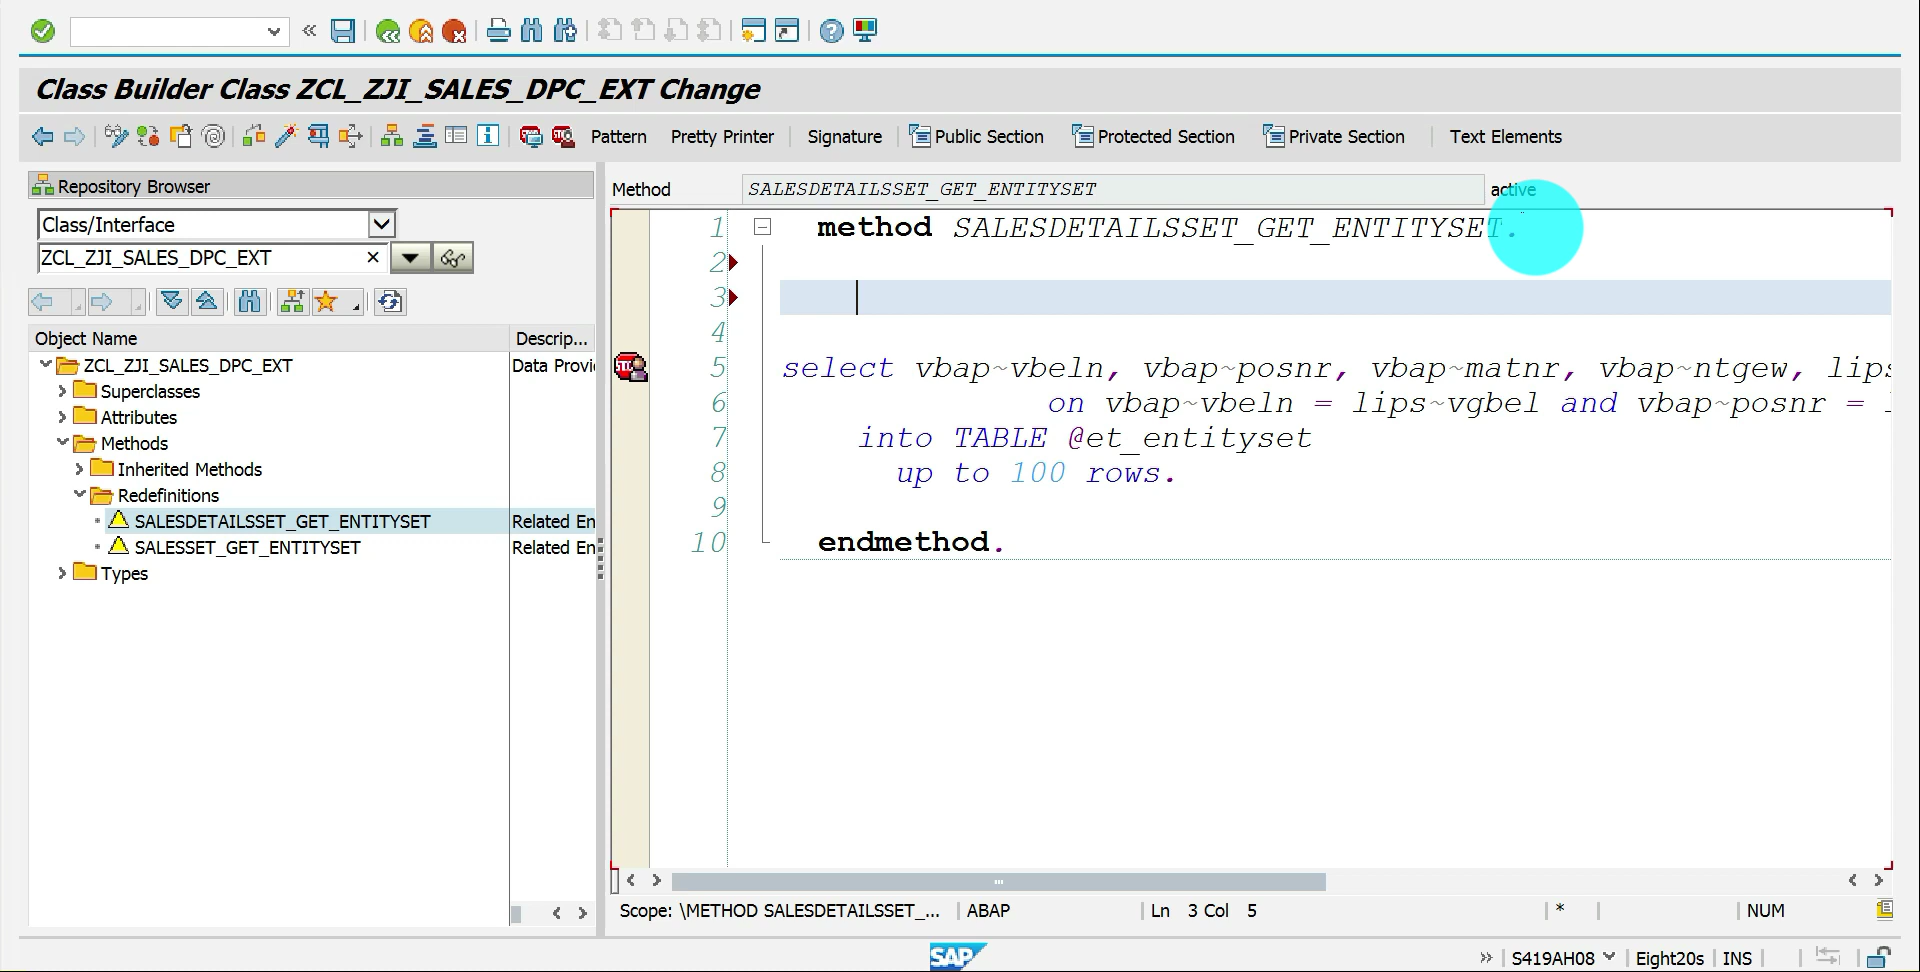 Class Builder Class ZCL_ZJI_SALES_DPC_EXT Change
Pattern Pretty Printer Signature Public Section Protected Section Private Section Text Elements
Repository Browser
Class/Interface
ZCL_ZJI_SALES_DPC_EXT
Object Name Descrip...
ZCL_ZJI_SALES_DPC_EXT Data Provi
Superclasses
Attributes
Methods
Inherited Methods
Redefinitions
SALESDETAILSSET_GET_ENTITYSET Related En
SALESSET_GET_ENTITYSET Related En
Types
Method SALESDETAILSSET_GET_ENTITYSET active
1 method SALESDETAILSSET_GET_ENTITYSET.
2
3
4
5 select vbap~vbeln, vbap~posnr, vbap~matnr, vbap~ntgew, lips
6 on vbap~vbeln = lips~vgbel and vbap~posnr = l
7 into TABLE @et_entityset
8 up to 100 rows.
9
10 endmethod.
Scope: \METHOD SALESDETAILSSET_... ABAP Ln 3 Col 5 * NUM
SAP S419AH08 Eight20s INS